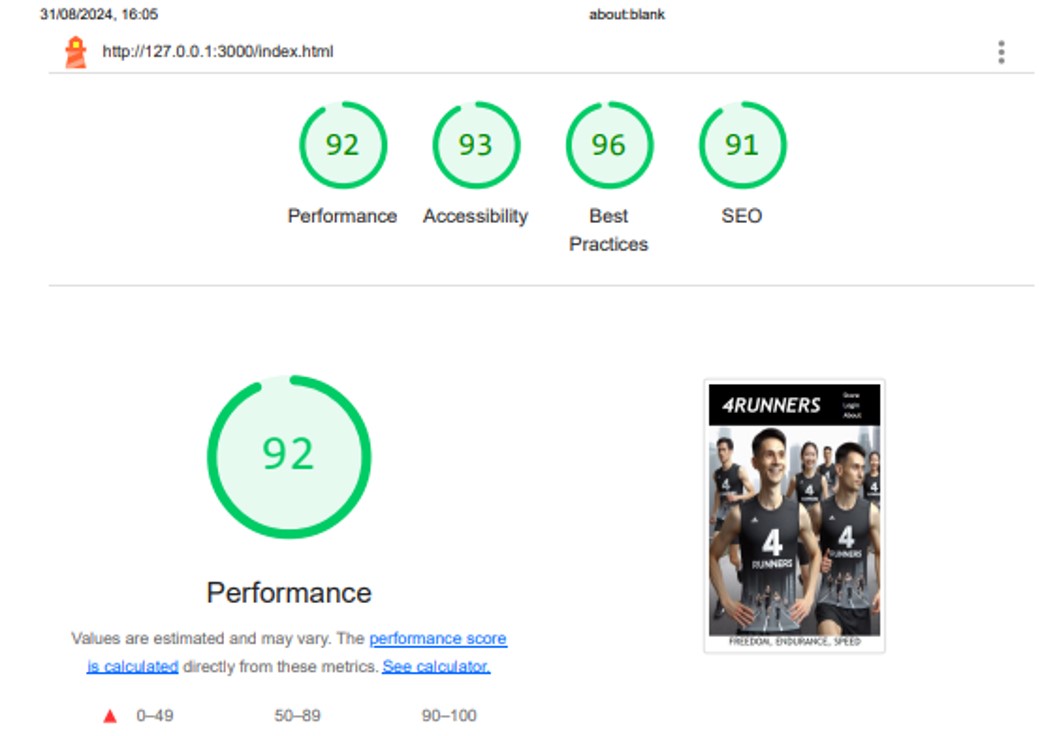 31/08/2024, 16:05 about:blank
http://127.0.0.1:3000/index.html
92 93 96 91
Performance Accessibility Best Practices SEO
92
Performance
Values are estimated and may vary. The performance score
is calculated directly from these metrics. See calculator.
0–49 50–89 90–100
4RUNNERS
Store
Login
About
4
4
4
4
RUNNERS
4
RUNNERS
FREEDOM, ENDURANCE, SPEED